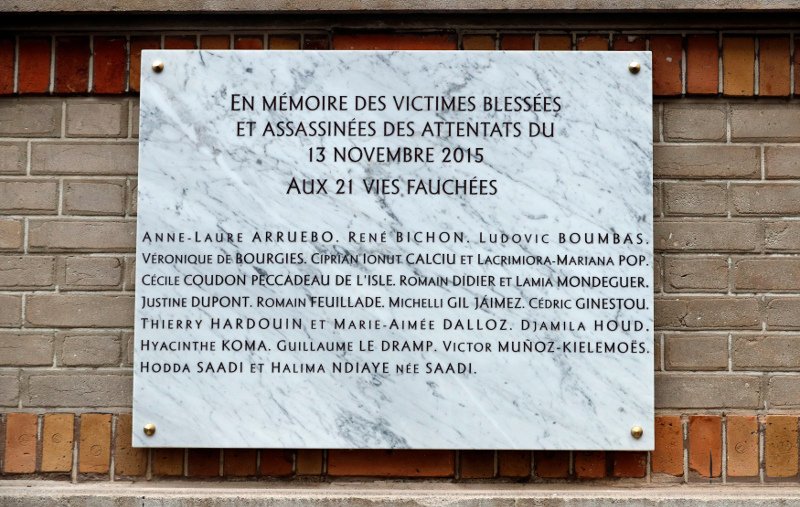 EN MÉMOIRE DES VICTIMES BLESSÉES
ET ASSASSINÉES DES ATTENTATS DU
13 NOVEMBRE 2015
AUX 21 VIES FAUCHÉES
ANNE-LAURE ARRUEBO. RENÉ BICHON. LUDOVIC BOUMBAS.
VÉRONIQUE DE BOURGIES. CIPRIAN IONUT CALCIU ET LACRIMIORA-MARIANA POP.
CÉCILE COUDON PECCADEAU DE L'ISLE. ROMAIN DIDIER ET LAMIA MONDEGUER.
JUSTINE DUPONT. ROMAIN FEUILLADE. MICHELLI GIL JÁIMEZ. CÉDRIC GINESTOU.
THIERRY HARDOUIN ET MARIE-AIMÉE DALLOZ. DJAMILA HOUD.
HYACINTHE KOMA. GUILLAUME LE DRAMP. VICTOR MUÑOZ-KIELEMOËS.
HODDA SAADI ET HALIMA NDIAYE NÉE SAADI.